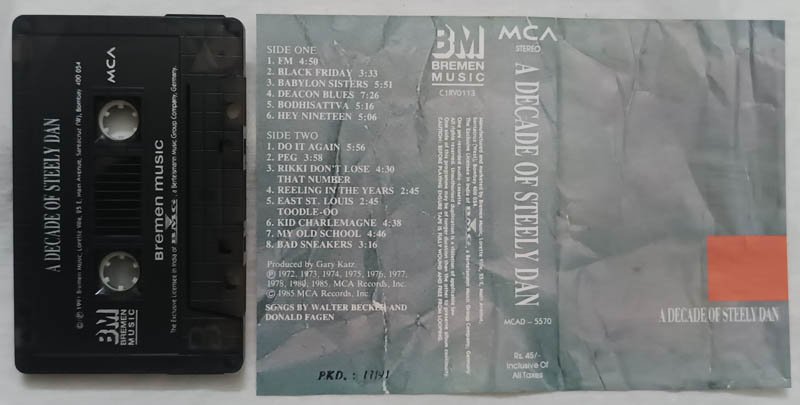 MCA
A DECADE OF STEELY DAN
Bremen music
BMG
BM
BREMEN
MUSIC
SIDE ONE
1. FM 4:50
2. BLACK FRIDAY 3:33
3. BABYLON SISTERS 5:51
4. DEACON BLUES 7:26
5. BODHISATTVA 5:16
6. HEY NINETEEN 5:06
SIDE TWO
1. DO IT AGAIN 5:56
2. PEG 3:58
3. RIKKI DON'T LOSE 4:30
THAT NUMBER
4. REELING IN THE YEARS 2:45
5. EAST ST. LOUIS 2:45
TOODLE-OO
6. KID CHARLEMAGNE 4:38
7. MY OLD SCHOOL 4:46
8. BAD SNEAKERS 3:16
Produced by Gary Katz
Ⓟ 1972, 1973, 1974, 1975, 1976, 1977,
1978, 1980, 1985. MCA Records, Inc.
© 1985 MCA Records, Inc
SONGS BY WALTER BECKER AND
DONALD FAGEN
PKD. :
BM
BREMEN
MUSIC
C1RV0113
MCA
STEREO
A DECADE OF STEELY DAN
MCAD - 5570
Rs. 45/-
Inclusive Of
All Taxes
A DECADE OF STEELY DAN